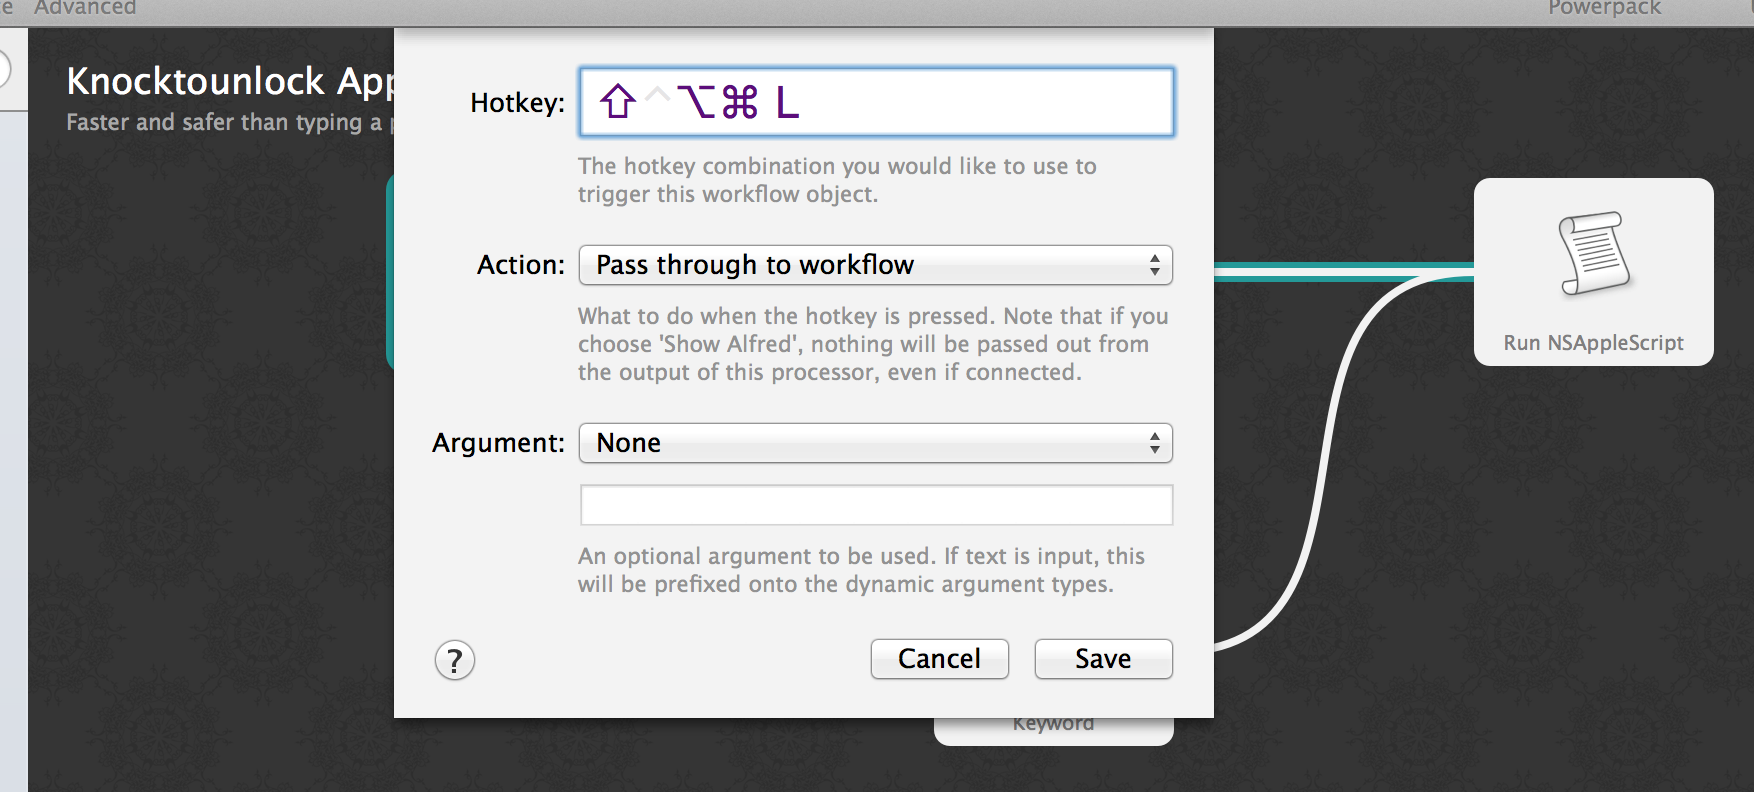 Advanced
Powerpack
Knocktounlock App
Faster and safer than typing a
Hotkey: ⇧^⌥⌘ L
The hotkey combination you would like to use to
trigger this workflow object.
Action: Pass through to workflow
What to do when the hotkey is pressed. Note that if you
choose 'Show Alfred', nothing will be passed out from
the output of this processor, even if connected.
Run NSAppleScript
Argument: None
An optional argument to be used. If text is input, this
will be prefixed onto the dynamic argument types.
?
Cancel
Save
Keyword